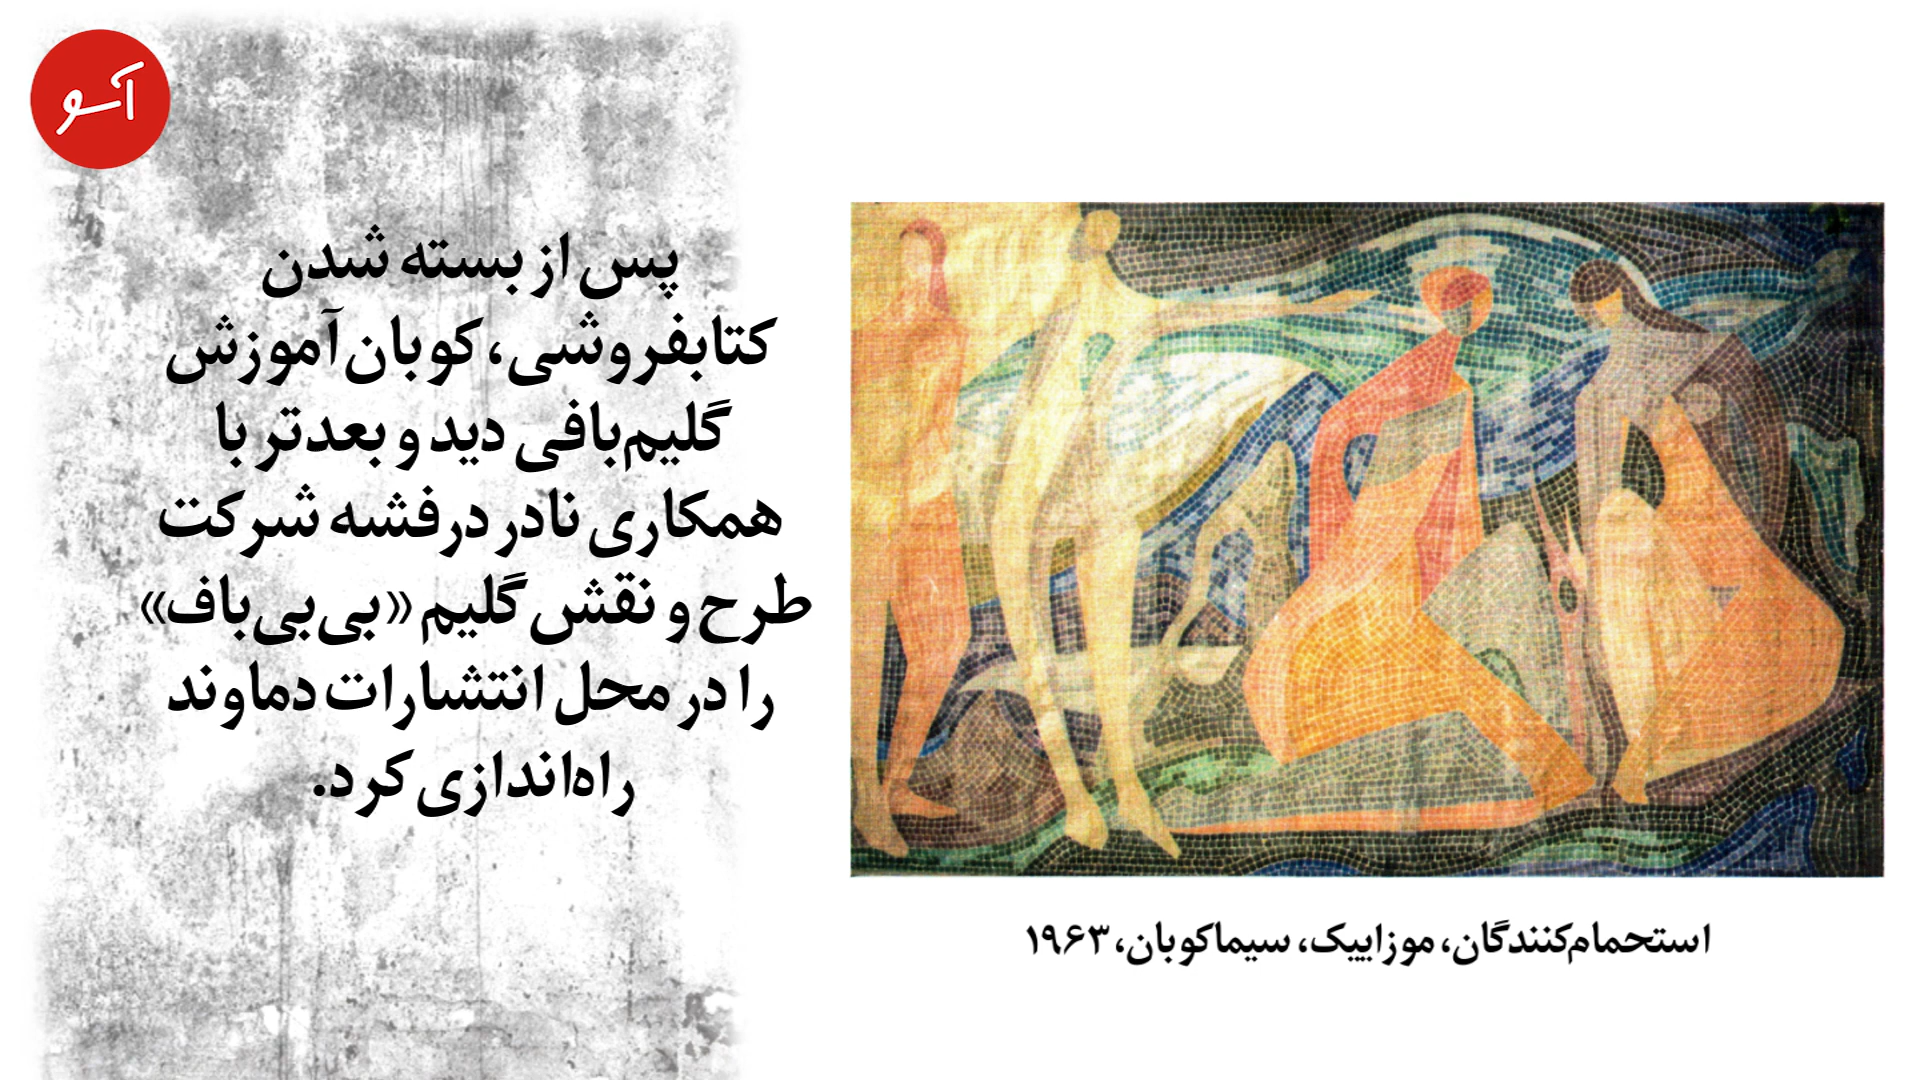 آسو
پس از بسته شدن
کتابفروشی، کوبان آموزش
گلیم‌بافی دید و بعدتر با
همکاری نادر درفشه شرکت
طرح و نقش گلیم «بی‌بی‌باف»
را در محل انتشارات دماوند
راه‌اندازی کرد.
استحمام‌کنندگان، موزاییک، سیما کوبان، ۱۹۶۳